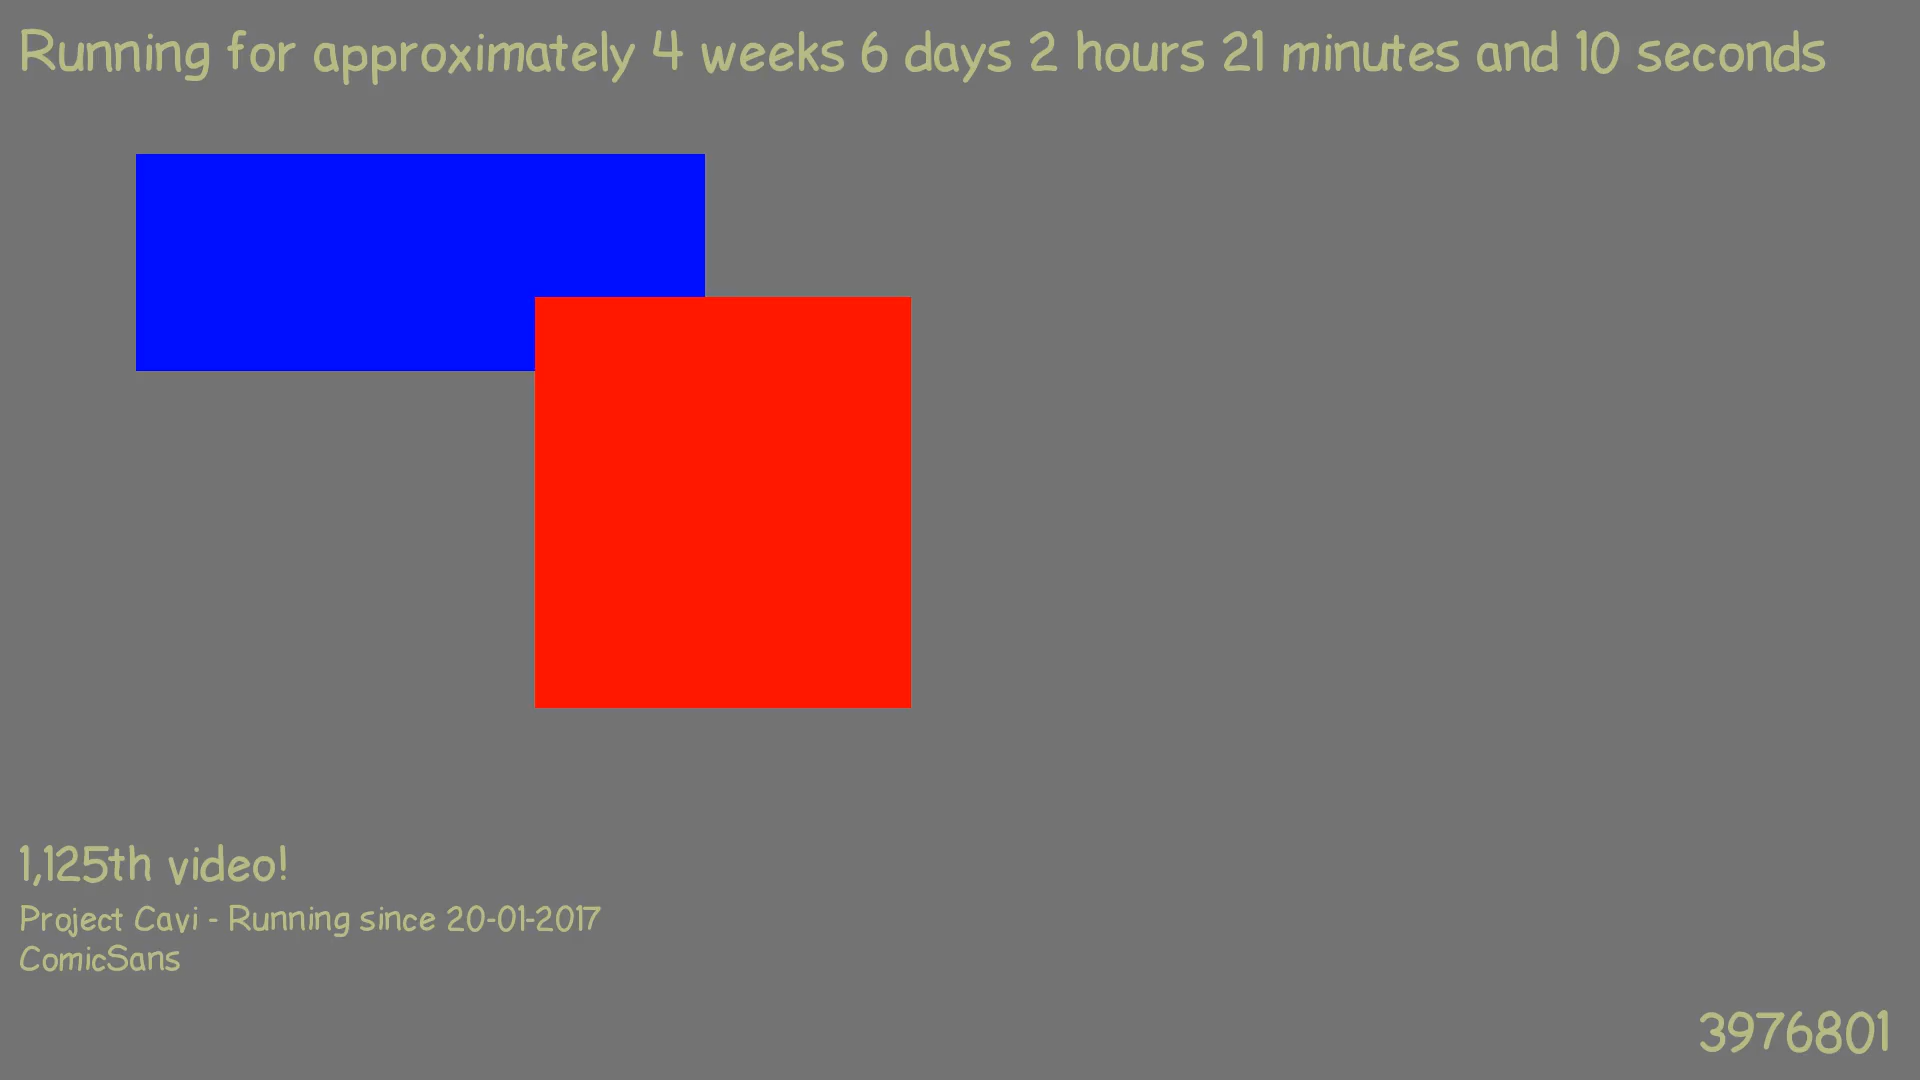 Running for approximately 4 weeks 6 days 2 hours 21 minutes and 10 seconds
1,125th video!
Project Cavi - Running since 20-01-2017
ComicSans
3976801